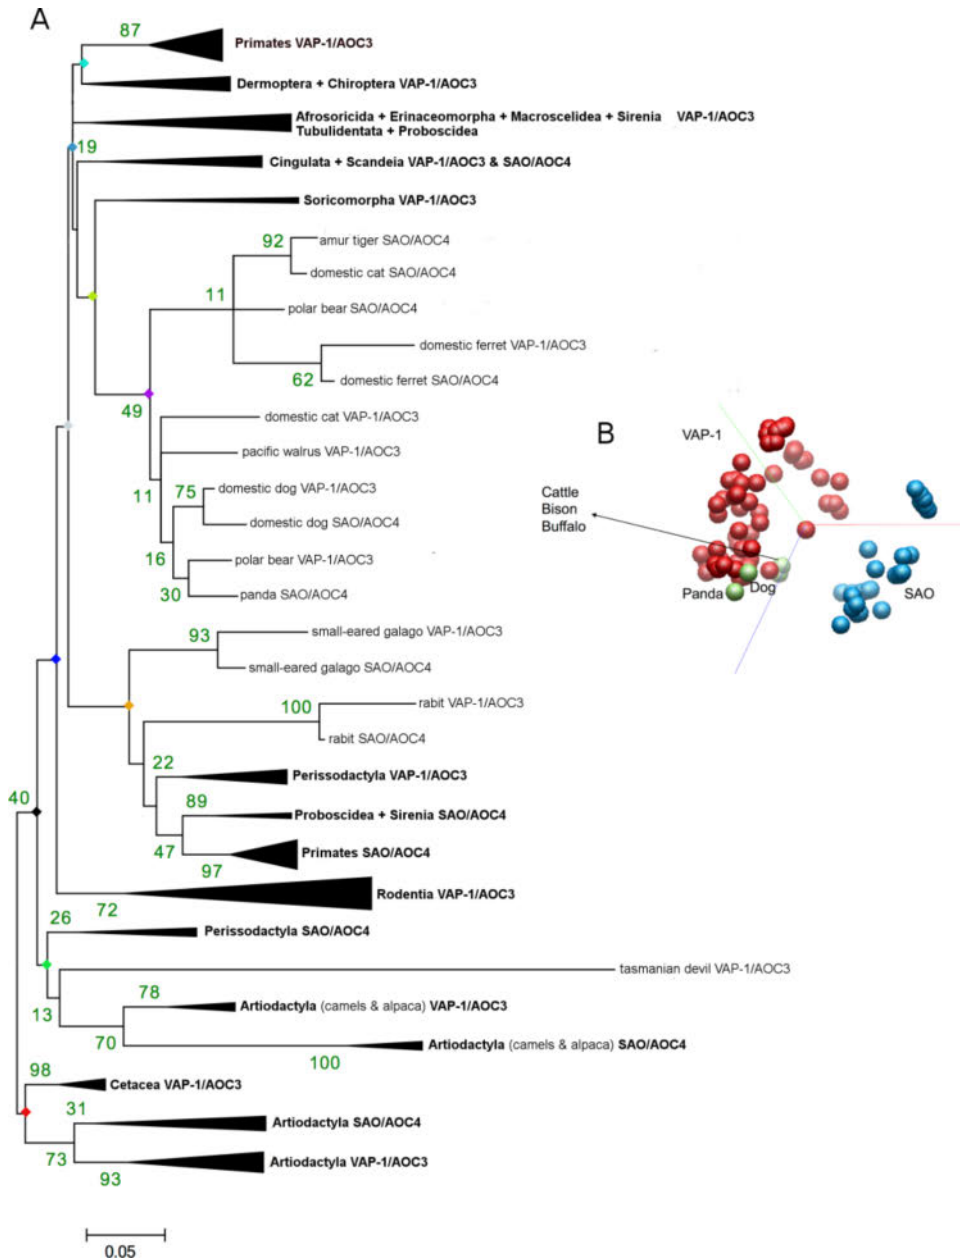 A
87
Primates VAP-1/AOC3
Dermoptera + Chiroptera VAP-1/AOC3
Afrosoricida + Erinaceomorpha + Macroscelidea + Sirenia VAP-1/AOC3
Tubulidentata + Proboscidea
19
Cingulata + Scandeia VAP-1/AOC3 & SAO/AOC4
Soricomorpha VAP-1/AOC3
92
amur tiger SAO/AOC4
domestic cat SAO/AOC4
11
polar bear SAO/AOC4
domestic ferret VAP-1/AOC3
62
domestic ferret SAO/AOC4
49
domestic cat VAP-1/AOC3
pacific walrus VAP-1/AOC3
11
75
domestic dog VAP-1/AOC3
domestic dog SAO/AOC4
16
polar bear VAP-1/AOC3
30
panda SAO/AOC4
93
small-eared galago VAP-1/AOC3
small-eared galago SAO/AOC4
100
rabit VAP-1/AOC3
rabit SAO/AOC4
22
Perissodactyla VAP-1/AOC3
89
Proboscidea + Sirenia SAO/AOC4
47
Primates SAO/AOC4
97
40
Rodentia VAP-1/AOC3
72
26
Perissodactyla SAO/AOC4
tasmanian devil VAP-1/AOC3
13
78
Artiodactyla (camels & alpaca) VAP-1/AOC3
70
Artiodactyla (camels & alpaca) SAO/AOC4
100
98
Cetacea VAP-1/AOC3
31
Artiodactyla SAO/AOC4
73
Artiodactyla VAP-1/AOC3
93
0.05
B
VAP-1
Cattle
Bison
Buffalo
Panda
Dog
SAO